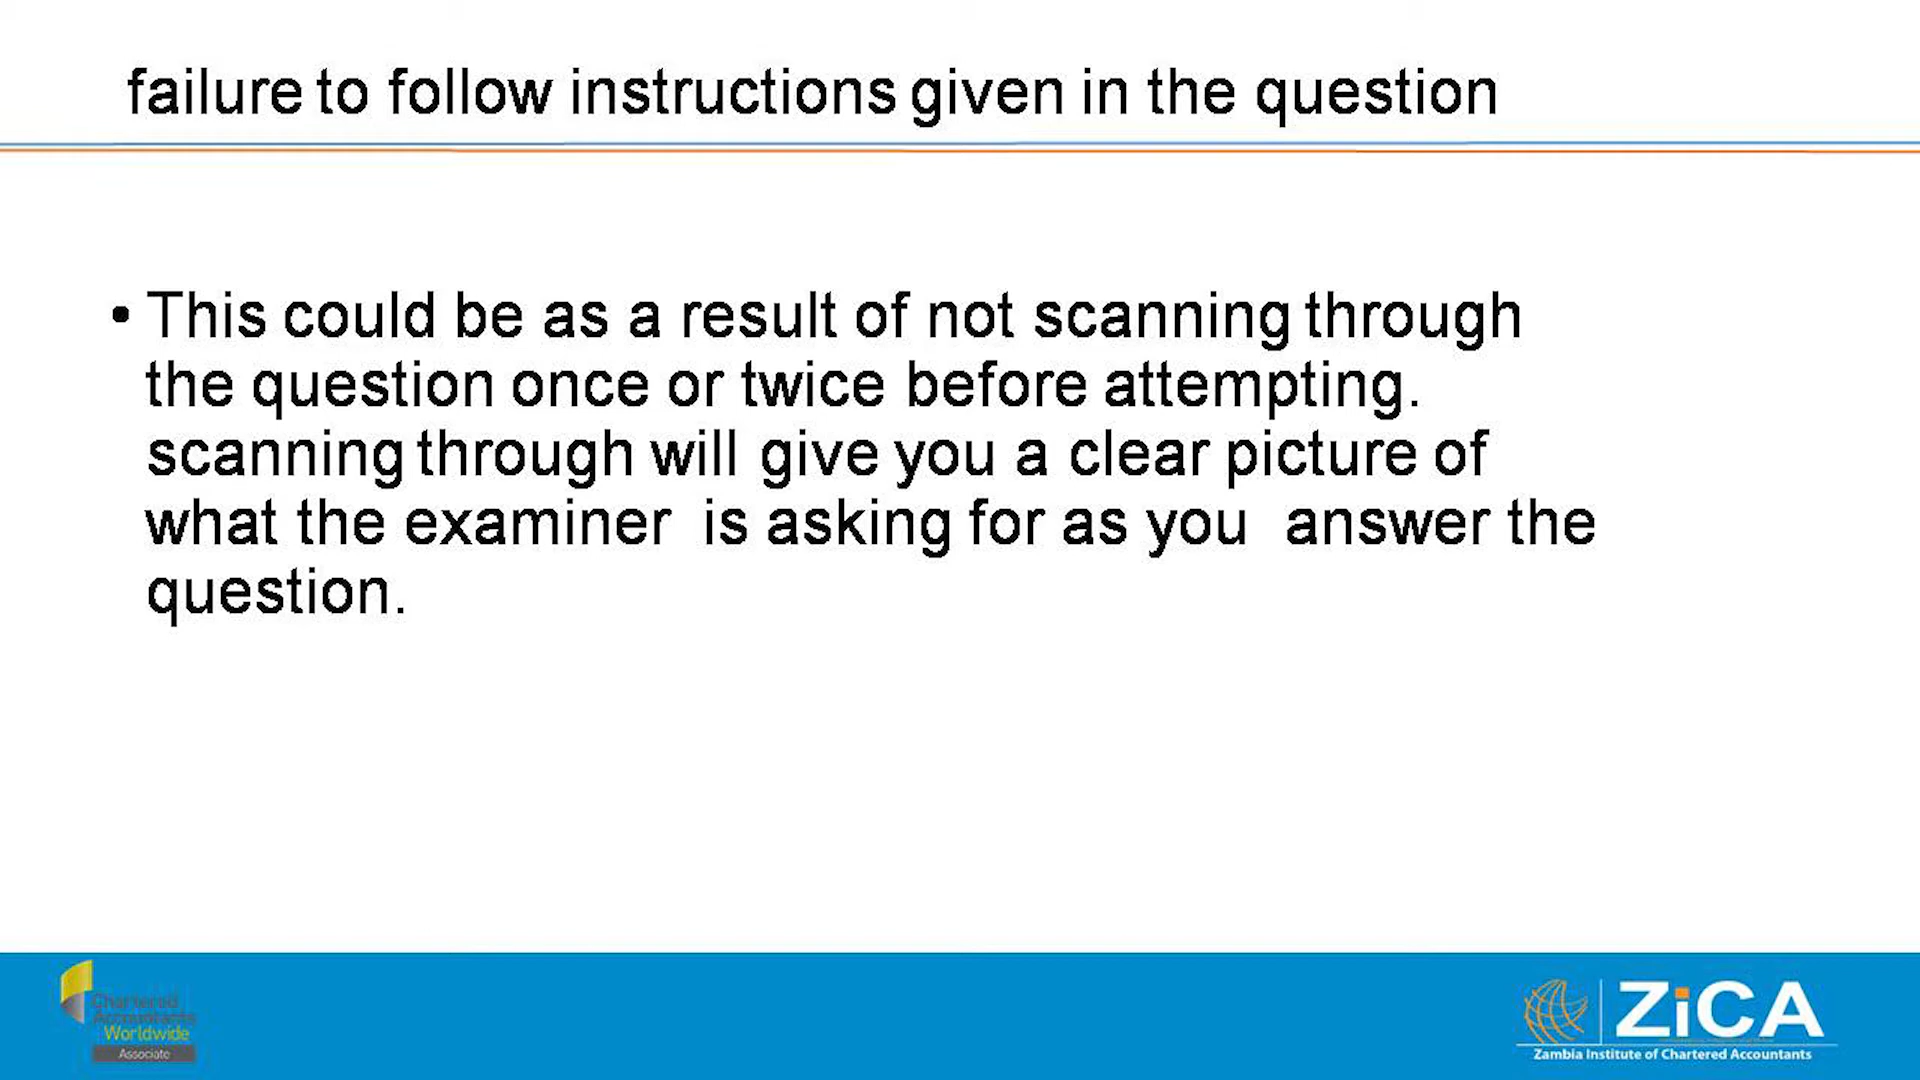 failure to follow instructions given in the question
• This could be as a result of not scanning through
the question once or twice before attempting.
scanning through will give you a clear picture of
what the examiner is asking for as you answer the
question.
Chartered
Accountants
Worldwide
Associate
ZiCA
Zambia Institute of Chartered Accountants